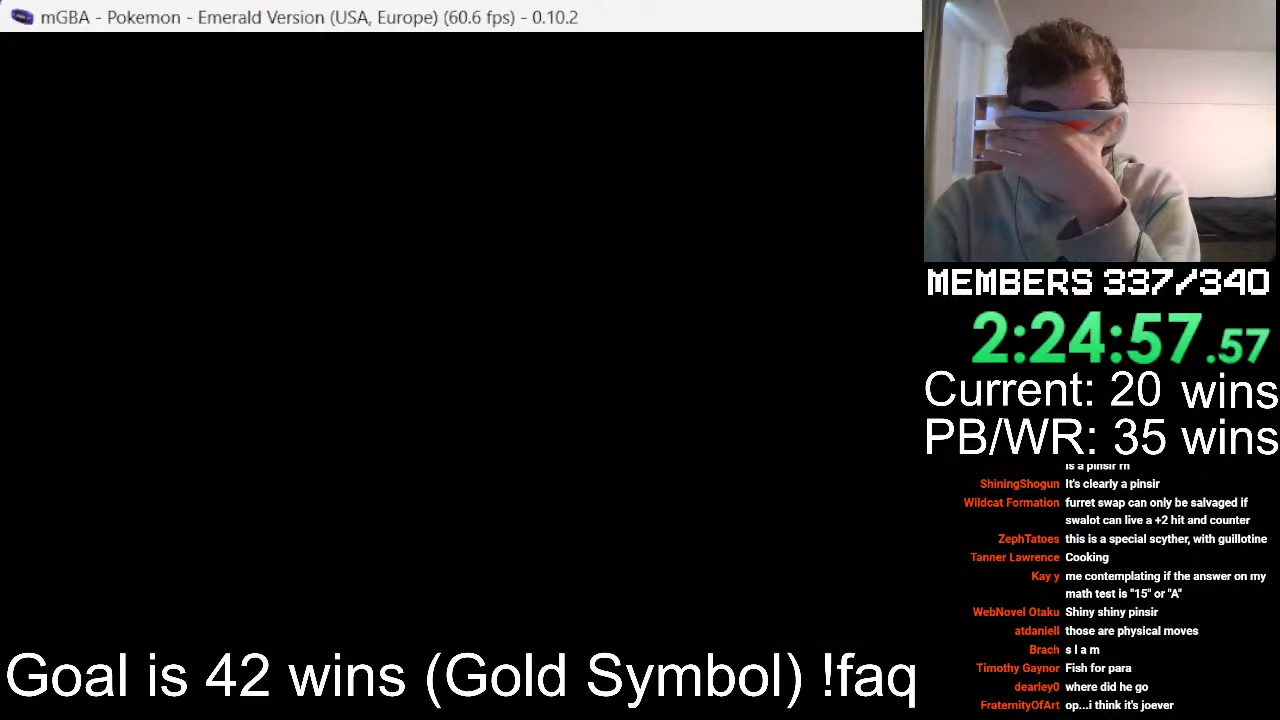 mGBA - Pokemon - Emerald Version (USA, Europe) (60.6 fps) - 0.10.2
MEMBERS 337/340
2:24:57.57
Current: 20 wins
PB/WR: 35 wins
is a pinsir rn
ShiningShogun It's clearly a pinsir
Wildcat Formation furret swap can only be salvaged if
swalot can live a +2 hit and counter
ZephTatoes this is a special scyther, with guillotine
Tanner Lawrence Cooking
Kay y me contemplating if the answer on my
math test is "15" or "A"
WebNovel Otaku Shiny shiny pinsir
atdaniell those are physical moves
Brach s l a m
Timothy Gaynor Fish for para
dearley0 where did he go
FraternityOfArt op...i think it's joever
Goal is 42 wins (Gold Symbol) !faq